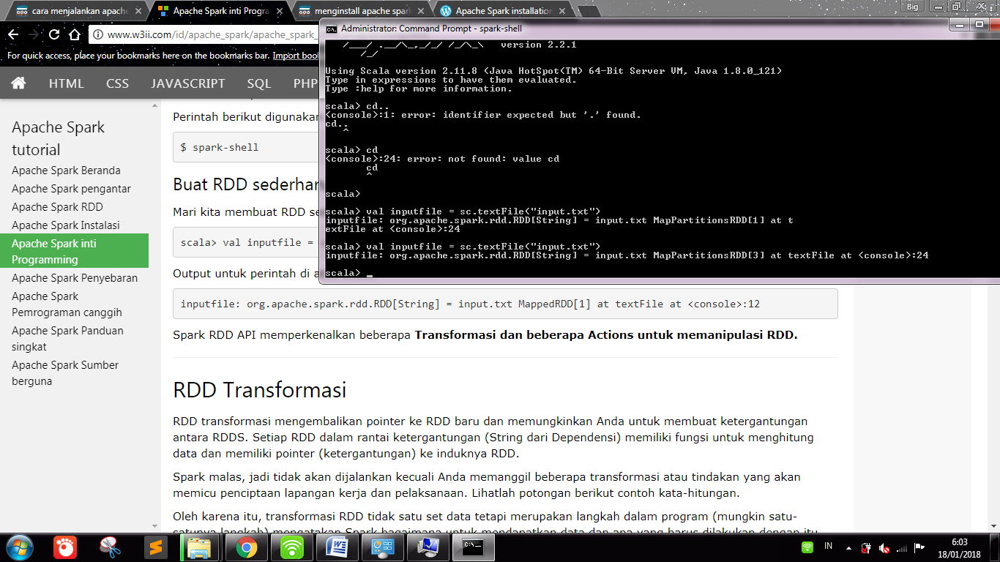 cara menjalankan apache
Apache Spark inti Progra
menginstall apache spark
Apache Spark installation
Big
www.w3ii.com/id/apache_spark/apache_spark_
For quick access, place your bookmarks here on the bookmarks bar. Import book
HTML CSS JAVASCRIPT SQL PHP
Apache Spark
tutorial
Apache Spark Beranda
Apache Spark pengantar
Apache Spark RDD
Apache Spark Instalasi
Apache Spark inti
Programming
Apache Spark Penyebaran
Apache Spark
Pemrograman canggih
Apache Spark Panduan
singkat
Apache Spark Sumber
berguna
Perintah berikut digunakan
$ spark-shell
Buat RDD sederhan
Mari kita membuat RDD se
scala> val inputfile =
Output untuk perintah di a
inputfile: org.apache.spark.rdd.RDD[String] = input.txt MappedRDD[1] at textFile at <console>:12
Spark RDD API memperkenalkan beberapa Transformasi dan beberapa Actions untuk memanipulasi RDD.
RDD Transformasi
RDD transformasi mengembalikan pointer ke RDD baru dan memungkinkan Anda untuk membuat ketergantungan
antara RDDS. Setiap RDD dalam rantai ketergantungan (String dari Dependensi) memiliki fungsi untuk menghitung
data dan memiliki pointer (ketergantungan) ke induknya RDD.
Spark malas, jadi tidak akan dijalankan kecuali Anda memanggil beberapa transformasi atau tindakan yang akan
memicu penciptaan lapangan kerja dan pelaksanaan. Lihatlah potongan berikut contoh kata-hitungan.
Oleh karena itu, transformasi RDD tidak satu set data tetapi merupakan langkah dalam program (mungkin satu-
satunya langkah) mengatakan Spark bagaimana untuk mendapatkan data dan apa yang harus dilakukan dengan itu
Administrator: Command Prompt - spark-shell
/___/ .__/\_,_/_/ /_/\_\   version 2.2.1
/_/
Using Scala version 2.11.8 (Java HotSpot(TM) 64-Bit Server VM, Java 1.8.0_121)
Type in expressions to have them evaluated.
Type :help for more information.
scala> cd..
<console>:1: error: identifier expected but '.' found.
cd..
^
scala> cd
<console>:24: error: not found: value cd
cd
^
scala>
scala> val inputfile = sc.textFile("input.txt")
inputfile: org.apache.spark.rdd.RDD[String] = input.txt MapPartitionsRDD[1] at t
extFile at <console>:24
scala> val inputfile = sc.textFile("input.txt")
inputfile: org.apache.spark.rdd.RDD[String] = input.txt MapPartitionsRDD[3] at textFile at <console>:24
scala> _
IN
6:03
18/01/2018